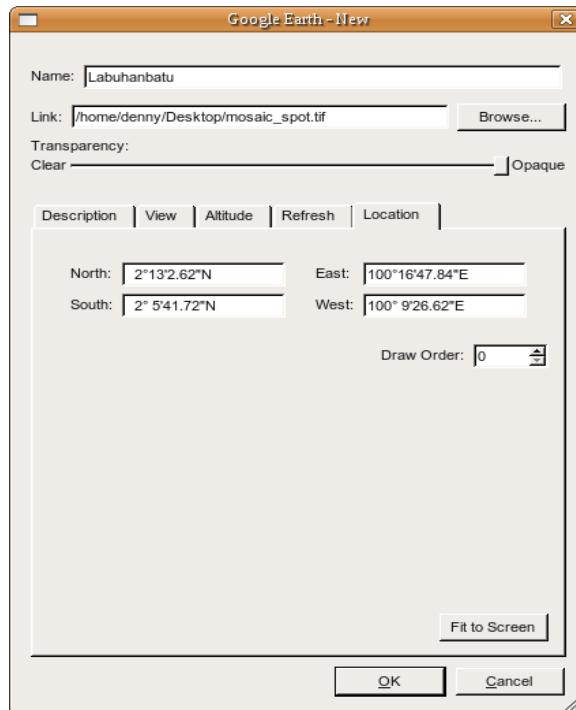 Google Earth - New
Name: Labuhanbatu
Link: /home/denny/Desktop/mosaic_spot.tif Browse...
Transparency:
Clear Opaque
Description View Altitude Refresh Location
North: 2°13'2.62"N East: 100°16'47.84"E
South: 2° 5'41.72"N West: 100° 9'26.62"E
Draw Order: 0
Fit to Screen
OK Cancel